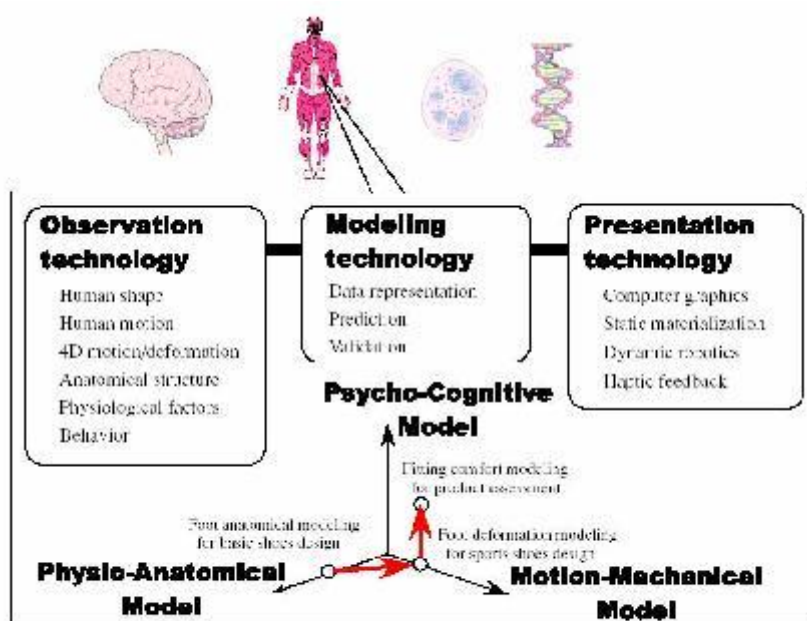 Observation
technology
Human shape
Human motion
4D motion/deformation
Anatomical structure
Physiological factors
Behavior
Modeling
technology
Data representation
Prediction
Validation
Presentation
technology
Computer graphics
Static materialization
Dynamic robotics
Haptic feedback
Psycho-Cognitive
Model
Fitting comfort modeling
for product assessment
Foot anatomical modeling
for basic shoes design
Foot deformation modeling
for sports shoes design
Physio-Anatomical
Model
Motion-Mechanical
Model